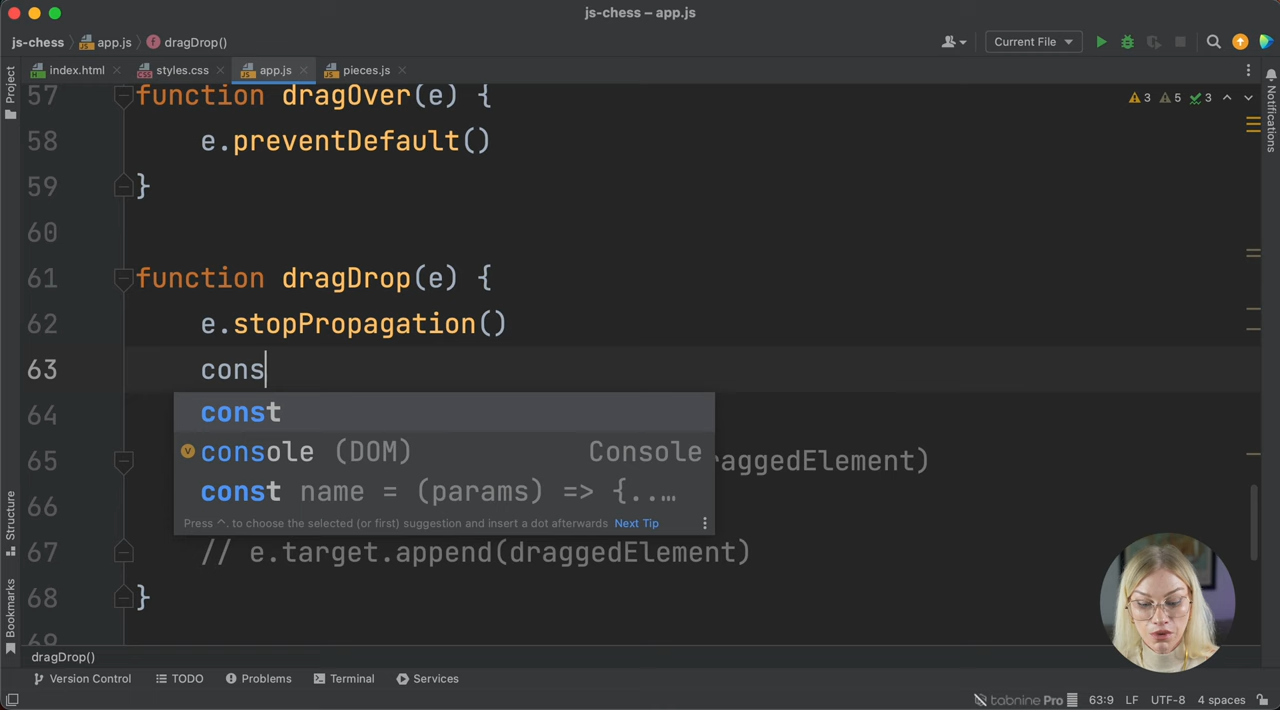 js-chess – app.js
js-chess app.js dragDrop() Current File
Project index.html styles.css app.js pieces.js
57 function dragOver(e) { 3 5 3
58 e.preventDefault()
59 }
60
61 function dragDrop(e) {
62 e.stopPropagation()
63 cons
64 const
console (DOM) Console
65 raggedElement)
66 const name = (params) => {..…
Press ^. to choose the selected (or first) suggestion and insert a dot afterwards Next Tip
67 // e.target.append(draggedElement)
68 }
69
Notifications
Structure
Bookmarks
dragDrop()
Version Control TODO Problems Terminal Services
tabnine Pro 63:9 LF UTF-8 4 spaces